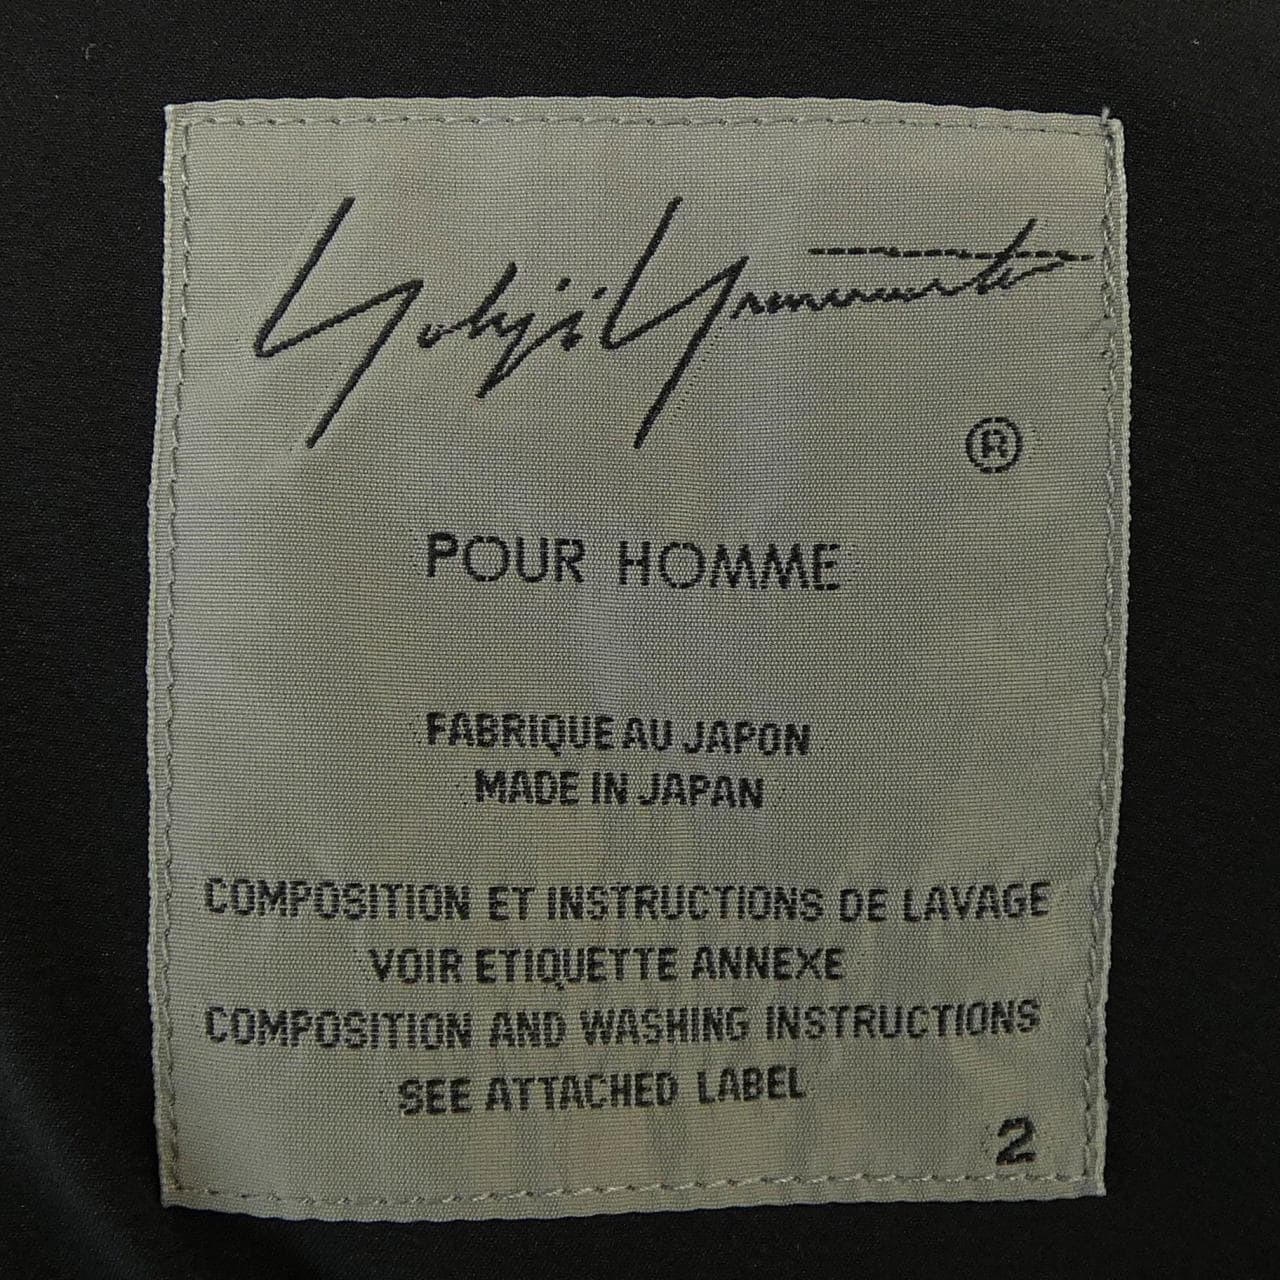 Yohji Yamamoto
®
POUR HOMME
FABRIQUE AU JAPON
MADE IN JAPAN
COMPOSITION ET INSTRUCTIONS DE LAVAGE
VOIR ETIQUETTE ANNEXE
COMPOSITION AND WASHING INSTRUCTIONS
SEE ATTACHED LABEL
2